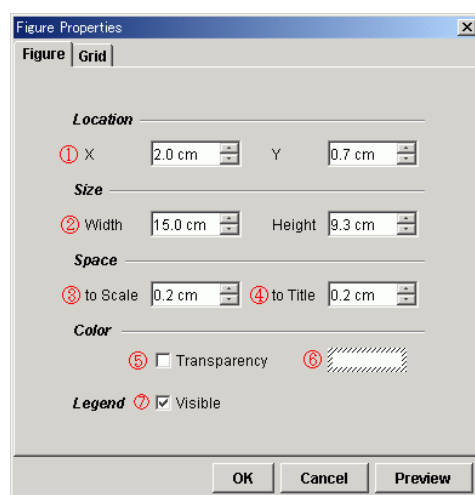 Figure Properties
Figure Grid
Location
① X 2.0 cm Y 0.7 cm
Size
② Width 15.0 cm Height 9.3 cm
Space
③ to Scale 0.2 cm ④ to Title 0.2 cm
Color
⑤ Transparency ⑥
Legend ⑦ Visible
OK Cancel Preview